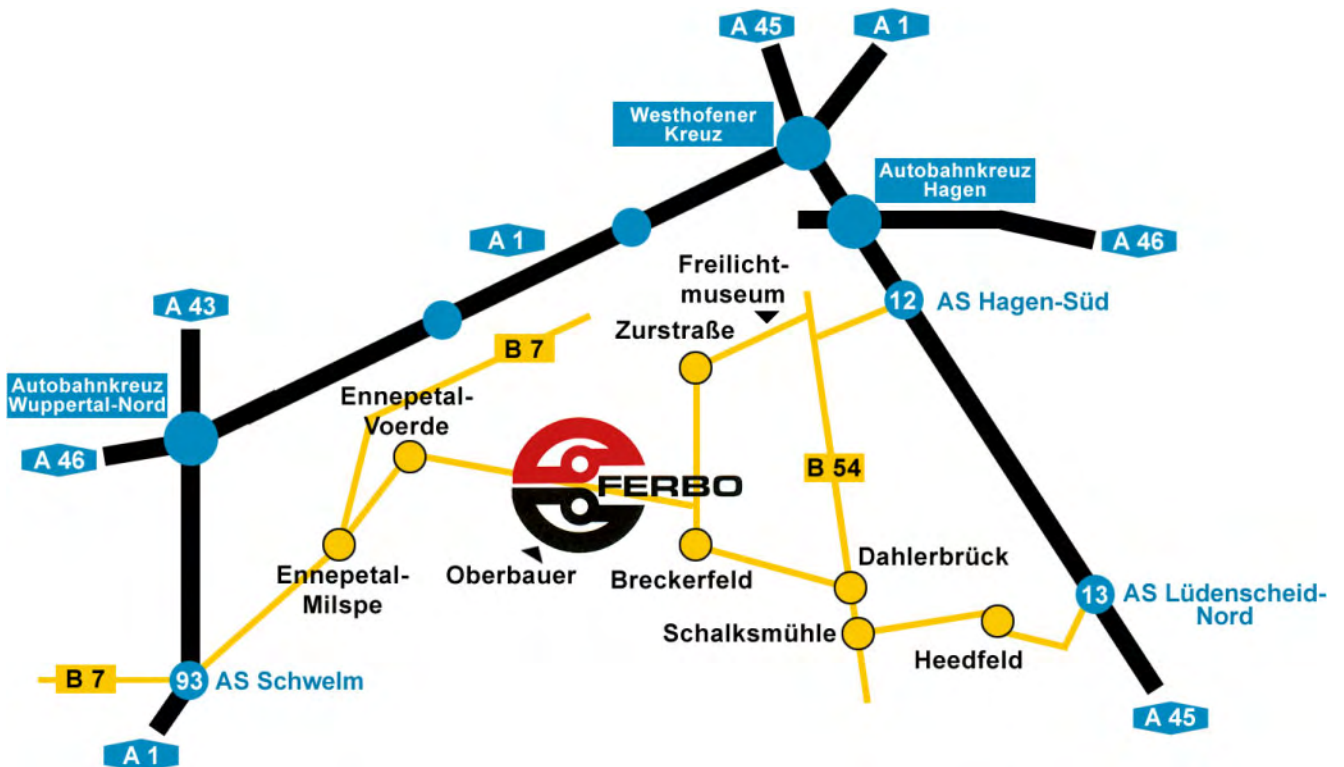 A 45
A 1
Westhofener
Kreuz
Autobahnkreuz
Hagen
A 1
A 46
Freilicht-
museum
A 43
12 AS Hagen-Süd
Zurstraße
B 7
Autobahnkreuz
Wuppertal-Nord
Ennepetal-
Voerde
A 46
B 54
FERBO
Dahlerbrück
Ennepetal-
Milspe
Oberbauer
Breckerfeld
13 AS Lüdenscheid-
Nord
Schalksmühle
Heedfeld
B 7
93 AS Schwelm
A 45
A 1